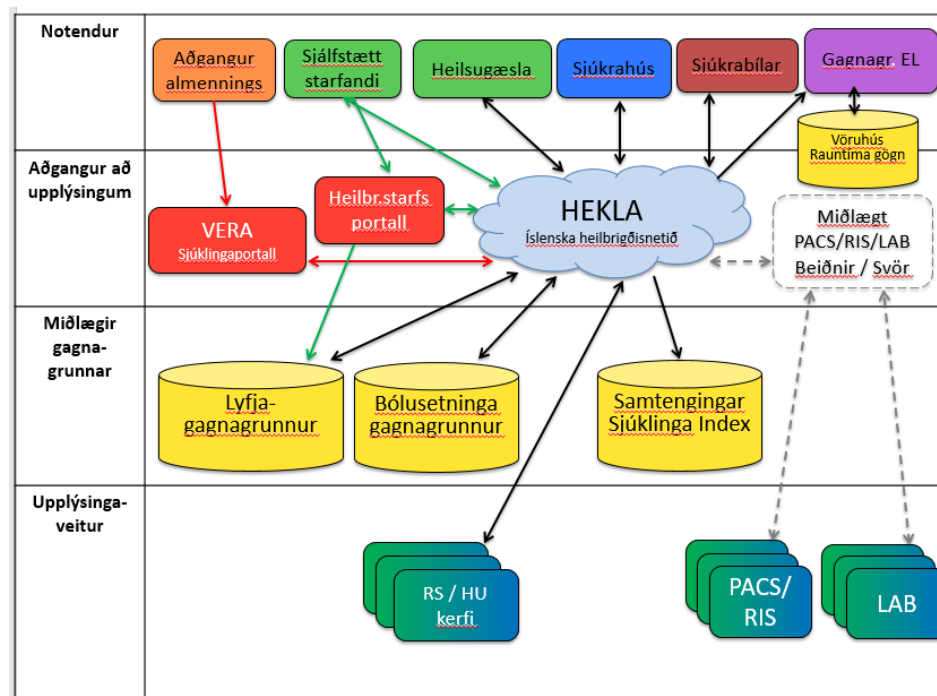 Notendur
Aðgangur
almennings
Sjálfstætt
starfandi
Heilsugæsla
Sjúkrahús
Sjúkrabílar
Gagnagr. EL
Vöruhús
Rauntíma gögn
Aðgangur að
upplýsingum
VERA
Sjúklingaportall
Heilbr.starfs
portall
HEKLA
Íslenska heilbrigðisnetið
Miðlægt
PACS/RIS/LAB
Beiðnir / Svör
Miðlægir
gagna-
grunnar
Lyfja-
gagnagrunnur
Bólusetninga
gagnagrunnur
Samtengingar
Sjúklinga Index
Upplýsinga-
veitur
RS / HU
kerfi
PACS/
RIS
LAB